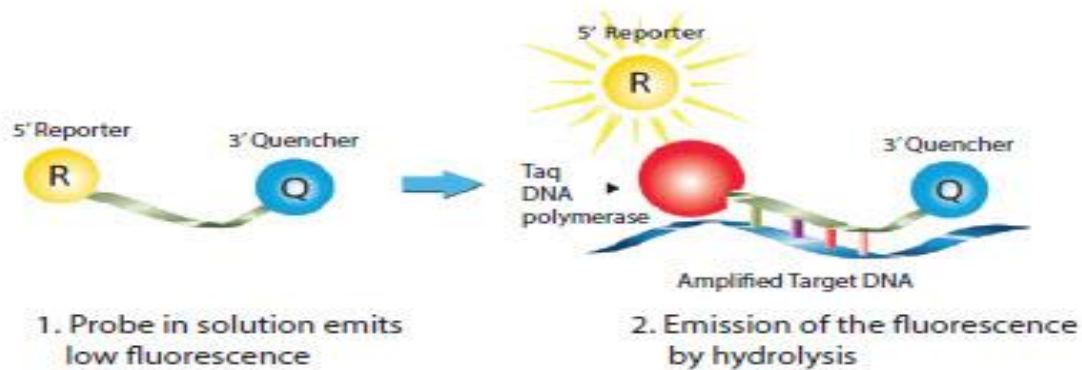 5' Reporter
R
3' Quencher
Q
1. Probe in solution emits
low fluorescence
5' Reporter
R
Taq
DNA
polymerase
3' Quencher
Q
Amplified Target DNA
2. Emission of the fluorescence
by hydrolysis